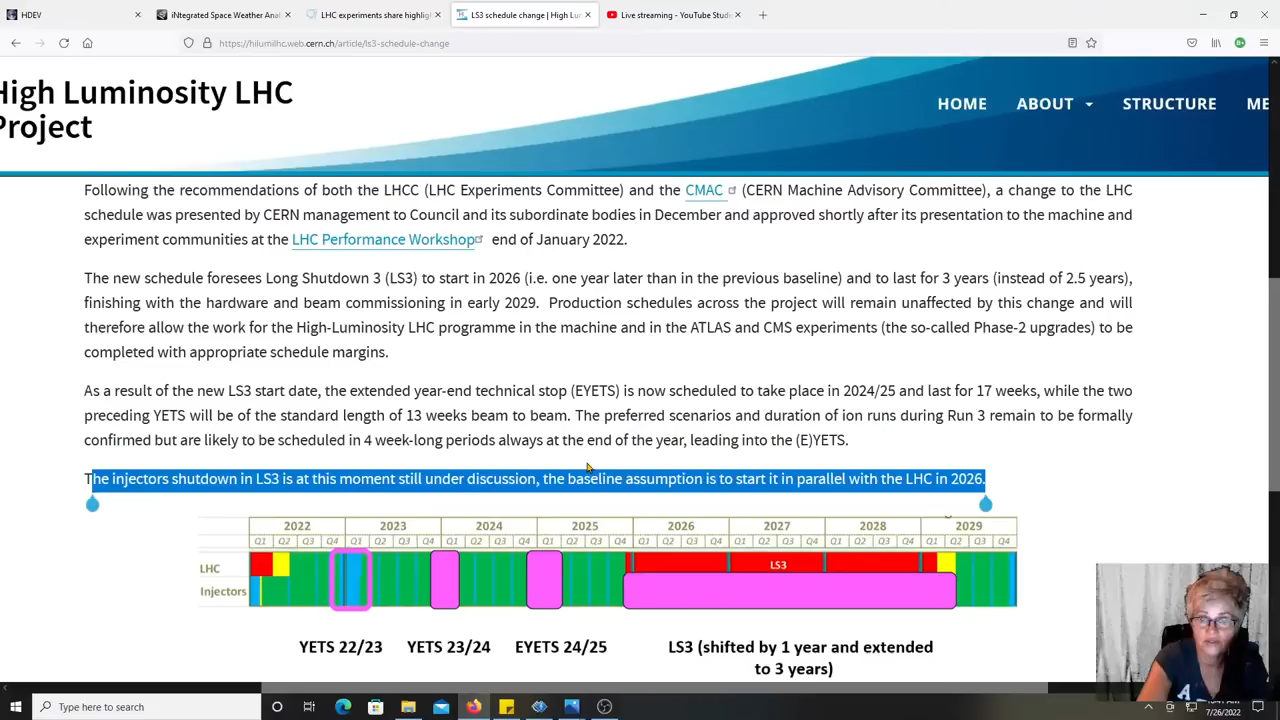 HDEV
iNtegrated Space Weather Anal
LHC experiments share highlig
LS3 schedule change | High Lu
Live streaming - YouTube Studi
https://hilumilhc.web.cern.ch/article/ls3-schedule-change
High Luminosity LHC
Project
HOME ABOUT STRUCTURE ME
Following the recommendations of both the LHCC (LHC Experiments Committee) and the CMAC (CERN Machine Advisory Committee), a change to the LHC
schedule was presented by CERN management to Council and its subordinate bodies in December and approved shortly after its presentation to the machine and
experiment communities at the LHC Performance Workshop end of January 2022.
The new schedule foresees Long Shutdown 3 (LS3) to start in 2026 (i.e. one year later than in the previous baseline) and to last for 3 years (instead of 2.5 years),
finishing with the hardware and beam commissioning in early 2029. Production schedules across the project will remain unaffected by this change and will
therefore allow the work for the High-Luminosity LHC programme in the machine and in the ATLAS and CMS experiments (the so-called Phase-2 upgrades) to be
completed with appropriate schedule margins.
As a result of the new LS3 start date, the extended year-end technical stop (EYETS) is now scheduled to take place in 2024/25 and last for 17 weeks, while the two
preceding YETS will be of the standard length of 13 weeks beam to beam. The preferred scenarios and duration of ion runs during Run 3 remain to be formally
confirmed but are likely to be scheduled in 4 week-long periods always at the end of the year, leading into the (E)YETS.
The injectors shutdown in LS3 is at this moment still under discussion, the baseline assumption is to start it in parallel with the LHC in 2026.
2022 2023 2024 2025 2026 2027 2028 2029
Q1 Q2 Q3 Q4 Q1 Q2 Q3 Q4 Q1 Q2 Q3 Q4 Q1 Q2 Q3 Q4 Q1 Q2 Q3 Q4 Q1 Q2 Q3 Q4 Q1 Q2 Q3 Q4 Q1 Q2 Q3 Q4
LHC LS3
Injectors
YETS 22/23 YETS 23/24 EYETS 24/25 LS3 (shifted by 1 year and extended
to 3 years)
Type here to search
7/26/2022